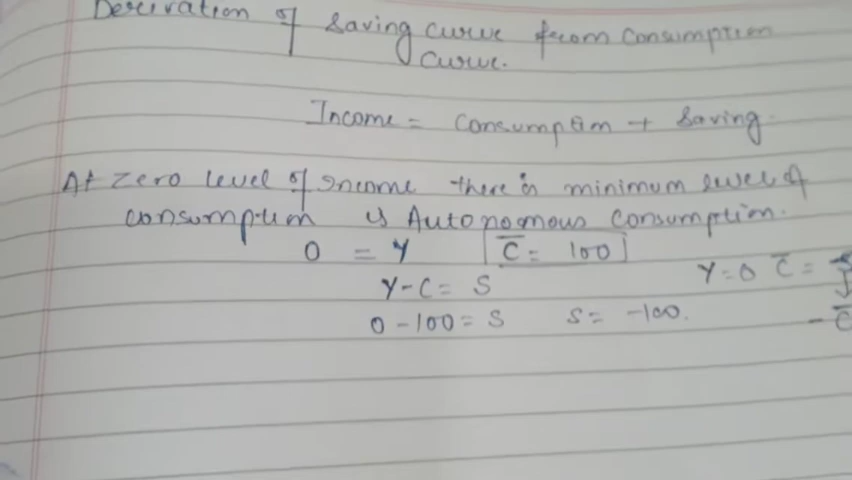 Derivation of saving curve from consumption
curve.
Income = Consumption + Saving.
At zero level of income there is minimum level of
consumption is Autonomous Consumption.
0 = Y  C̅ = 100
Y-C = S  Y=0 C̅ =
0-100 = S  S = -100.  - C̅